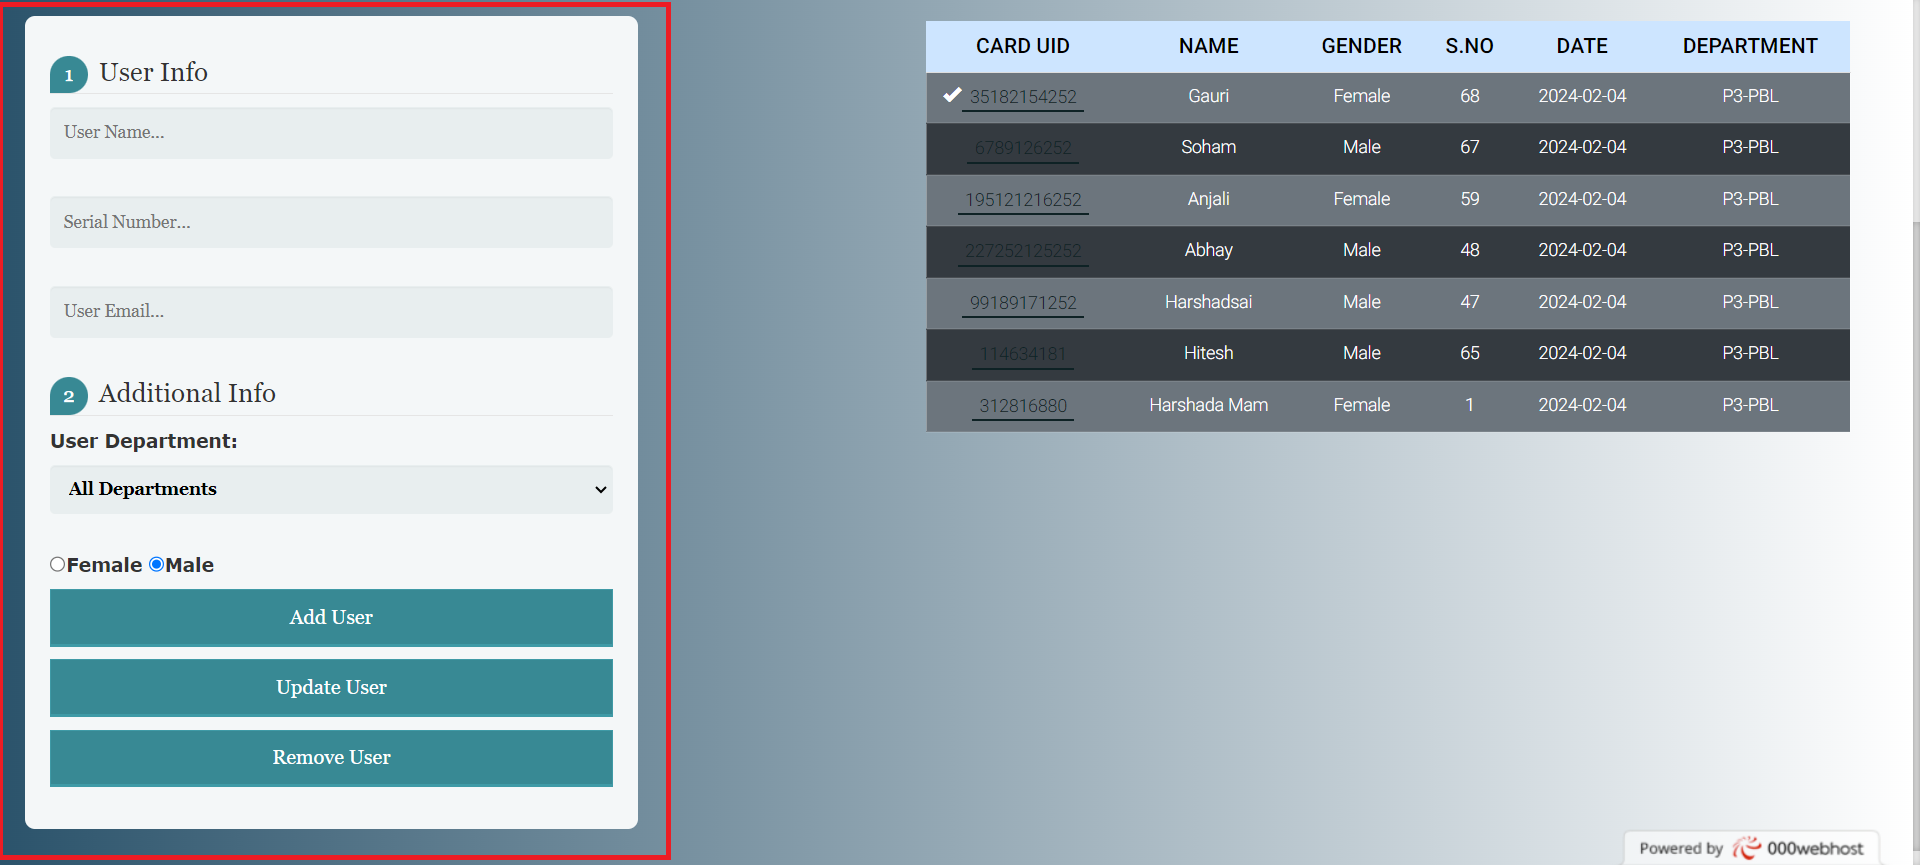 1 User Info
User Name...
Serial Number...
User Email...
2 Additional Info
User Department:
All Departments
Female Male
Add User
Update User
Remove User
CARD UID NAME GENDER S.NO DATE DEPARTMENT
35182154252 Gauri Female 68 2024-02-04 P3-PBL
6789126252 Soham Male 67 2024-02-04 P3-PBL
195121216252 Anjali Female 59 2024-02-04 P3-PBL
227252125252 Abhay Male 48 2024-02-04 P3-PBL
99189171252 Harshadsai Male 47 2024-02-04 P3-PBL
114634181 Hitesh Male 65 2024-02-04 P3-PBL
312816880 Harshada Mam Female 1 2024-02-04 P3-PBL
Powered by 000webhost